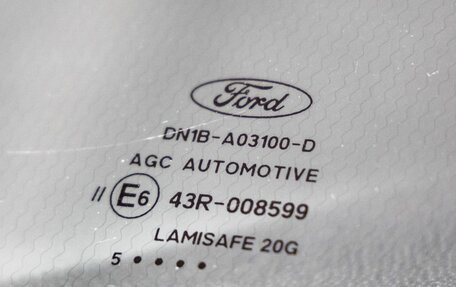 Ford
DN1B-A03100-D
AGC AUTOMOTIVE
// E6 43R-008599
LAMISAFE 20G
5 • • • •